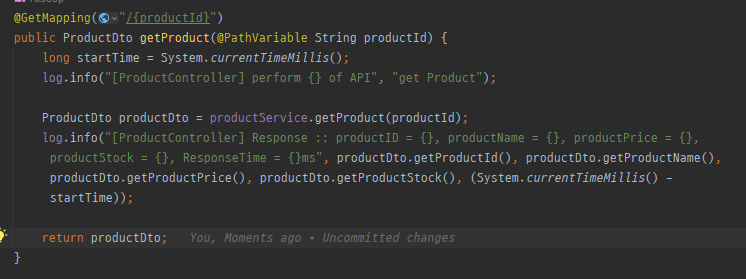 @GetMapping("/{productId}")
public ProductDto getProduct(@PathVariable String productId) {
long startTime = System.currentTimeMillis();
log.info("[ProductController] perform {} of API", "get Product");
ProductDto productDto = productService.getProduct(productId);
log.info("[ProductController] Response :: productID = {}, productName = {}, productPrice = {},
productStock = {}, ResponseTime = {}ms", productDto.getProductId(), productDto.getProductName(),
productDto.getProductPrice(), productDto.getProductStock(), (System.currentTimeMillis() -
startTime));
return productDto; You, Moments ago • Uncommitted changes
}